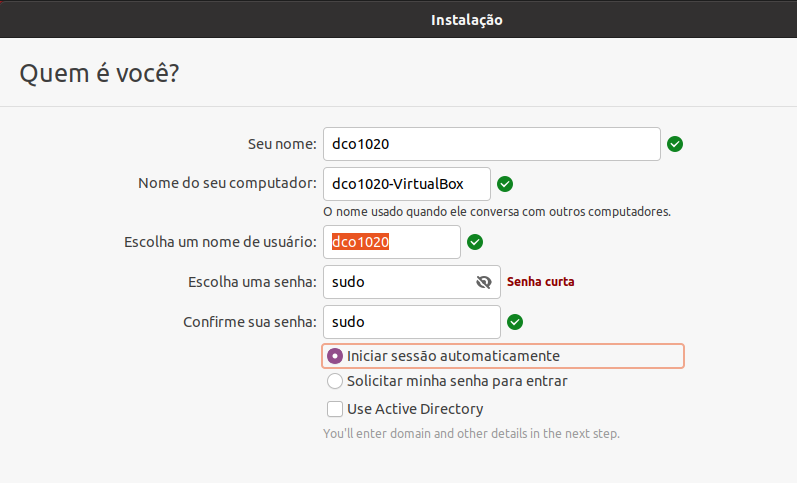 Instalação
Quem é você?
Seu nome: dco1020
Nome do seu computador: dco1020-VirtualBox
O nome usado quando ele conversa com outros computadores.
Escolha um nome de usuário: dco1020
Escolha uma senha: sudo Senha curta
Confirme sua senha: sudo
Iniciar sessão automaticamente
Solicitar minha senha para entrar
Use Active Directory
You'll enter domain and other details in the next step.